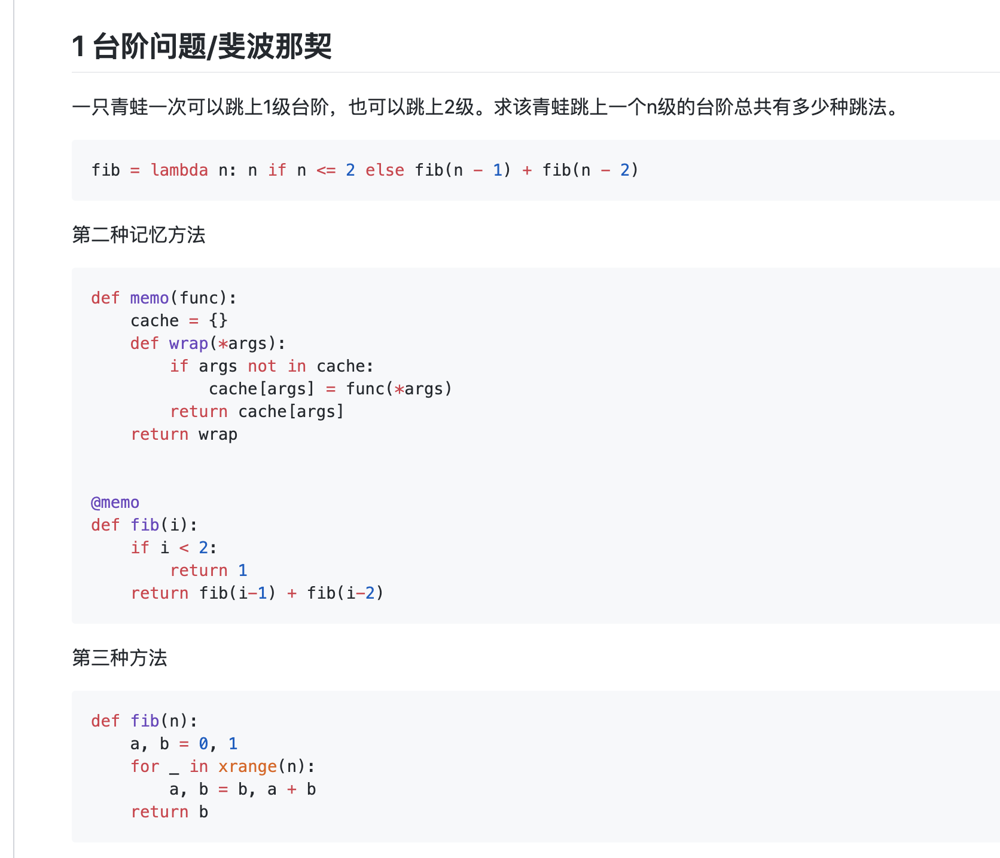 1 台阶问题/斐波那契
一只青蛙一次可以跳上1级台阶，也可以跳上2级。求该青蛙跳上一个n级的台阶总共有多少种跳法。
fib = lambda n: n if n <= 2 else fib(n - 1) + fib(n - 2)
第二种记忆方法
def memo(func):
    cache = {}
    def wrap(*args):
        if args not in cache:
            cache[args] = func(*args)
        return cache[args]
    return wrap
@memo
def fib(i):
    if i < 2:
        return 1
    return fib(i-1) + fib(i-2)
第三种方法
def fib(n):
    a, b = 0, 1
    for _ in xrange(n):
        a, b = b, a + b
    return b